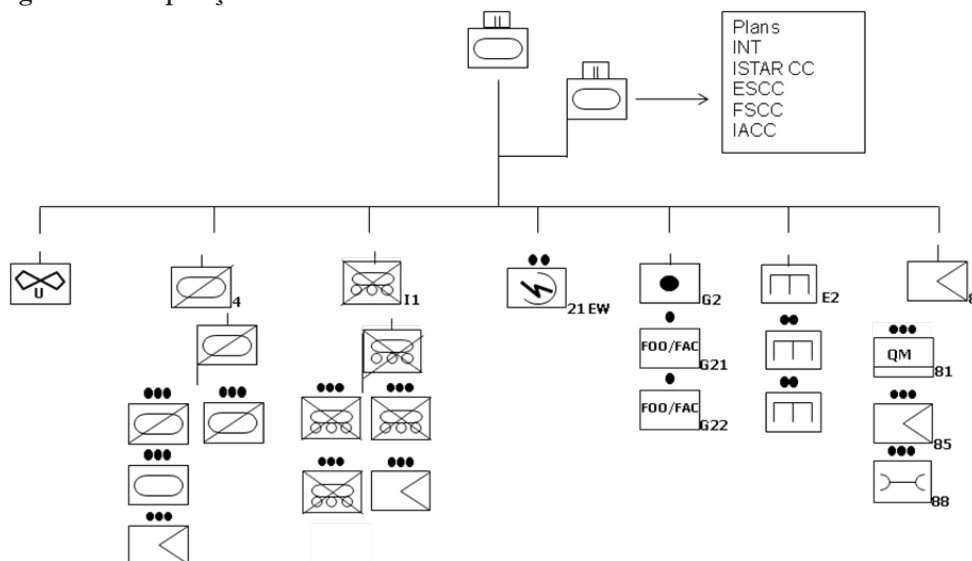 Plans
INT
ISTAR CC
ESCC
FSCC
IACC
U
4
I1
21 EW
G2
E2
8
FOO/FAC
G21
QM
81
FOO/FAC
G22
85
88